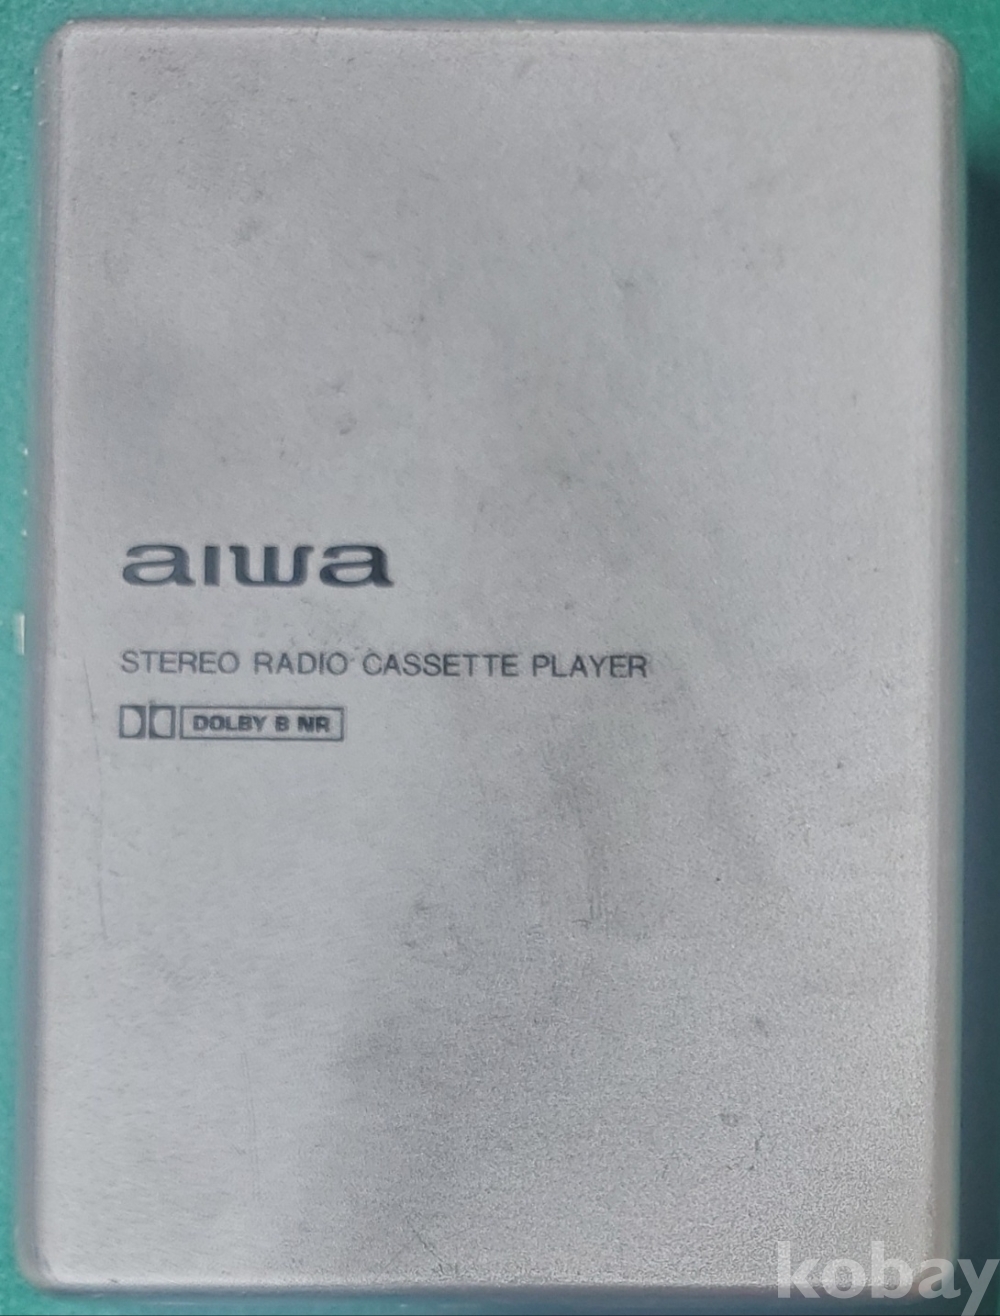 aiwa
STEREO RADIO CASSETTE PLAYER
DOLBY B NR
kobay